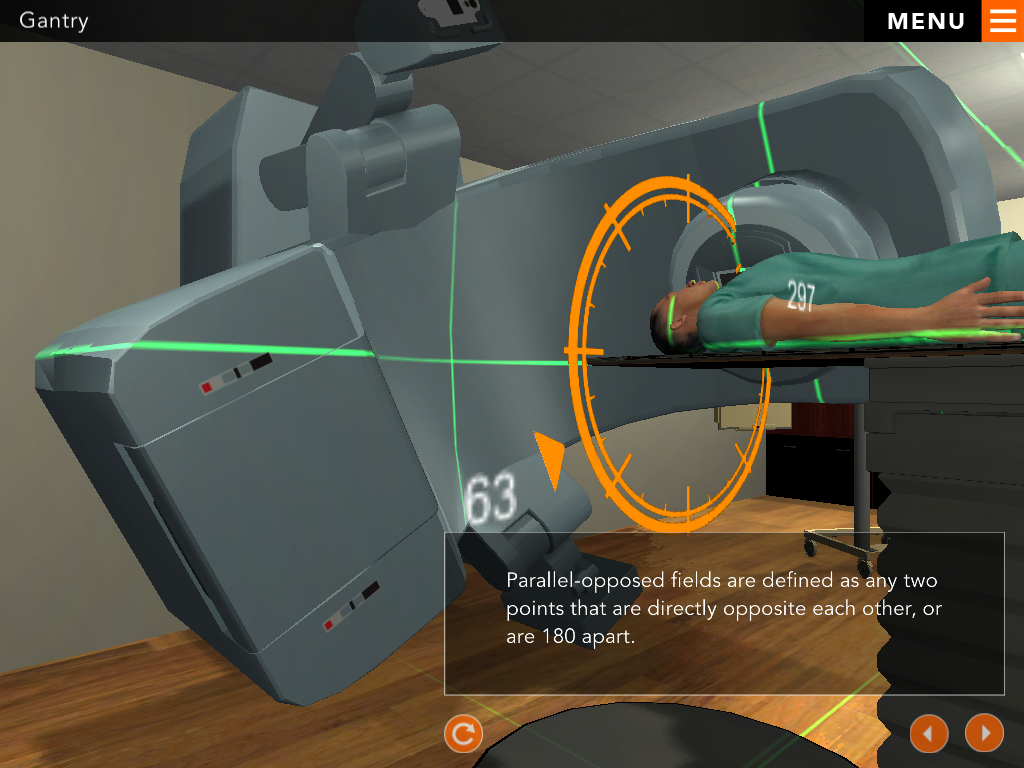 Gantry
MENU
297
63
Parallel-opposed fields are defined as any two
points that are directly opposite each other, or
are 180 apart.